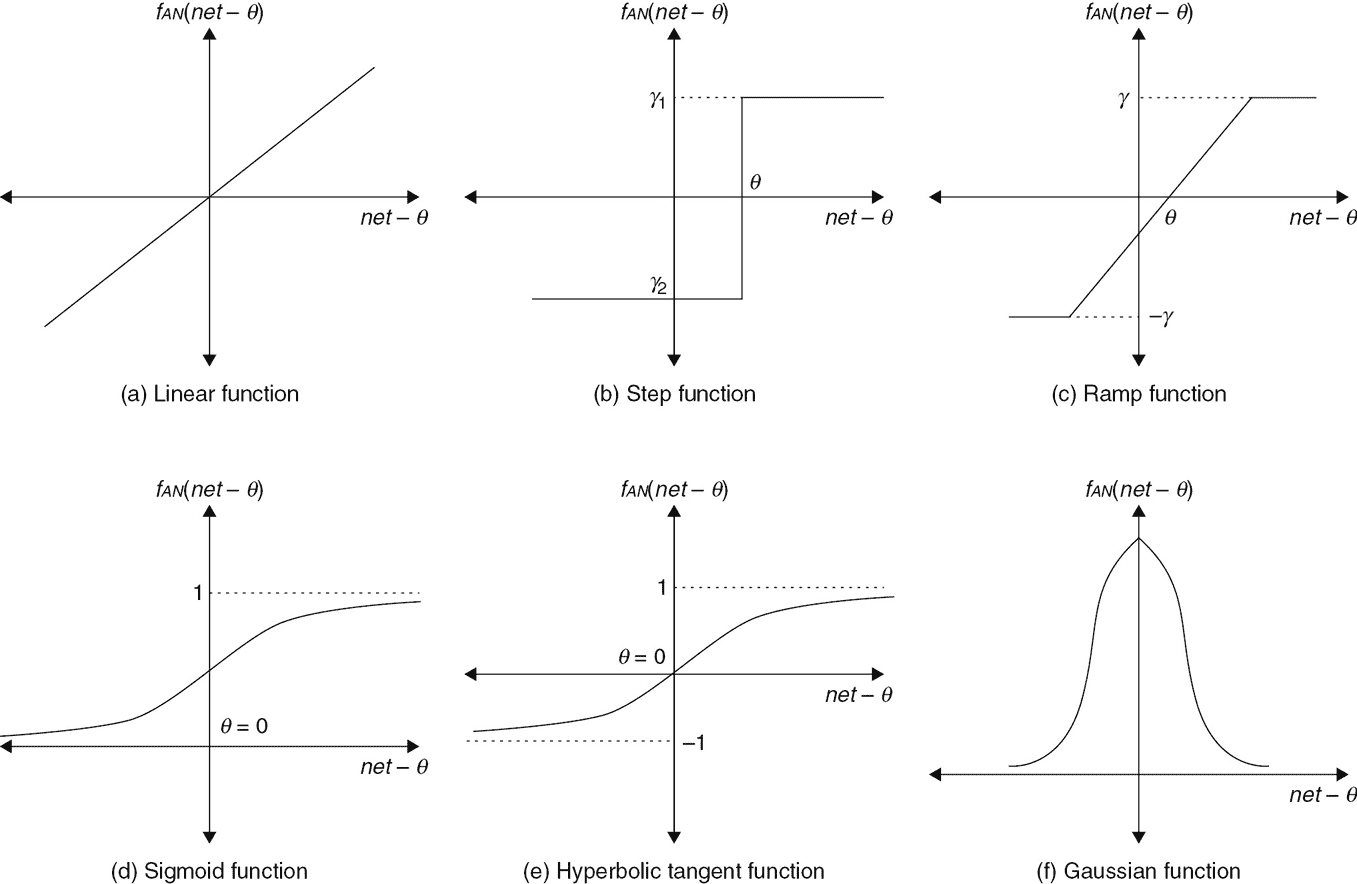 fAN(net – θ)
γ1
θ
net – θ
γ2
(a) Linear function
fAN(net – θ)
net – θ
(b) Step function
fAN(net – θ)
γ
θ
net – θ
–γ
(c) Ramp function
fAN(net – θ)
1
θ = 0
net – θ
(d) Sigmoid function
fAN(net – θ)
1
θ = 0
net – θ
–1
(e) Hyperbolic tangent function
fAN(net – θ)
net – θ
(f) Gaussian function